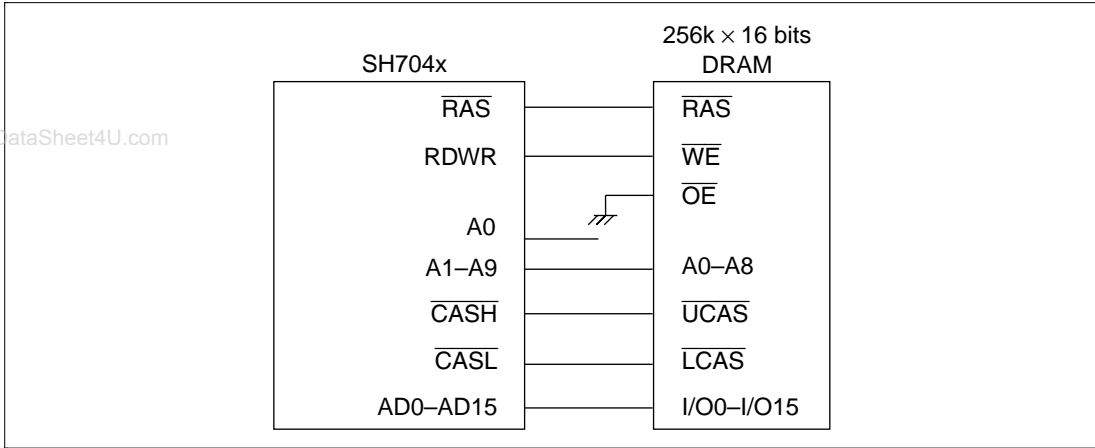 256k × 16 bits
SH704x DRAM
RAS RAS
RDWR WE
OE
A0
A1–A9 A0–A8
CASH UCAS
CASL LCAS
AD0–AD15 I/O0–I/O15
DataSheet4U.com